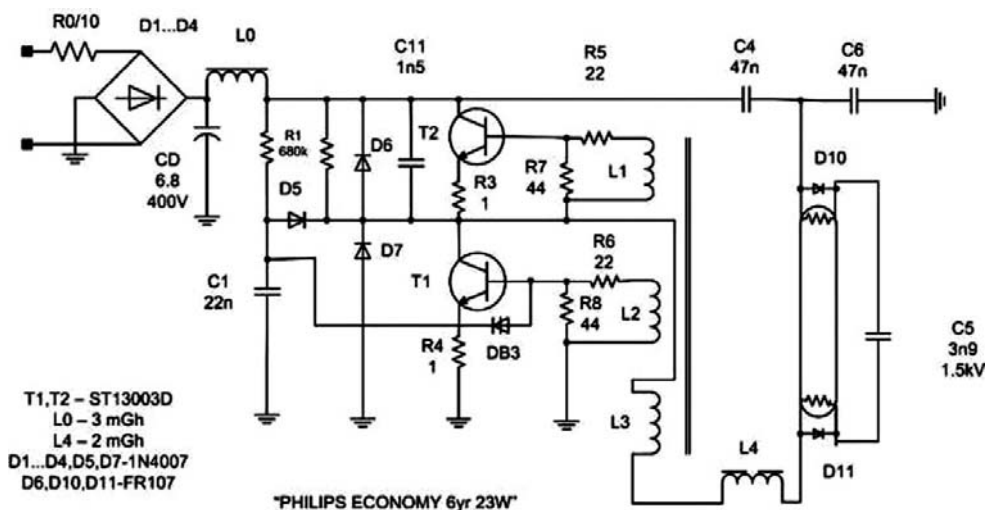 R0/10
D1...D4
L0
C11
1n5
R5
22
C4
47n
C6
47n
R1
680k
D6
T2
R7
44
L1
D10
CD
6.8
400V
D5
R3
1
D7
R6
22
C1
22n
T1
R8
44
L2
DB3
R4
1
C5
3n9
1.5kV
T1,T2 – ST13003D
L0 – 3 mGh
L4 – 2 mGh
D1...D4,D5,D7-1N4007
D6,D10,D11-FR107
L3
L4
D11
"PHILIPS ECONOMY 6yr 23W"